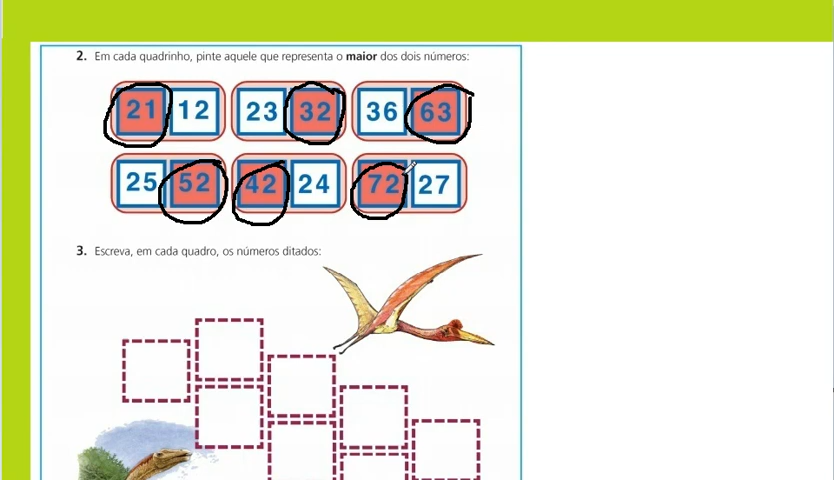 2. Em cada quadrinho, pinte aquele que representa o maior dos dois números:
21 12 23 32 36 63
25 52 42 24 72 27
3. Escreva, em cada quadro, os números ditados: